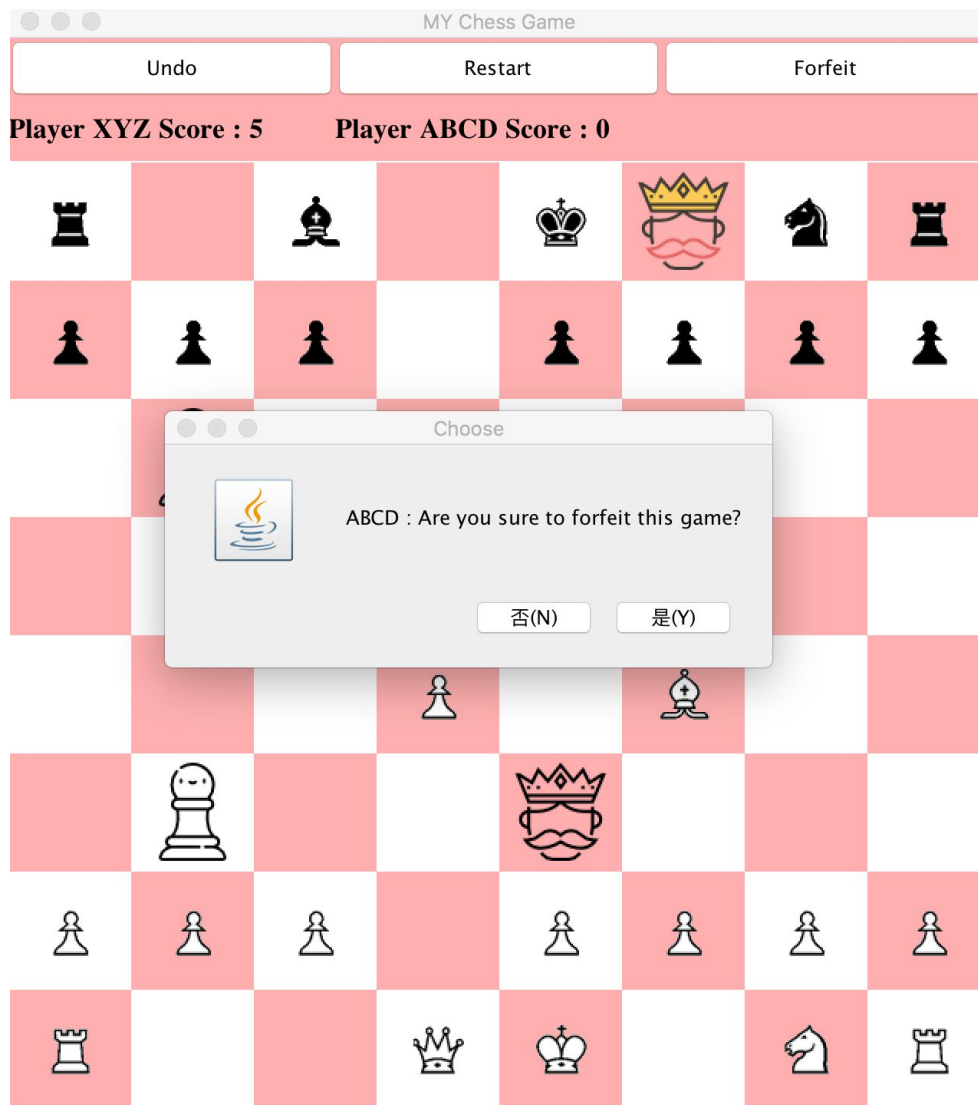 MY Chess Game
Undo Restart Forfeit
Player XYZ Score : 5 Player ABCD Score : 0
Choose
ABCD : Are you sure to forfeit this game?
否(N) 是(Y)